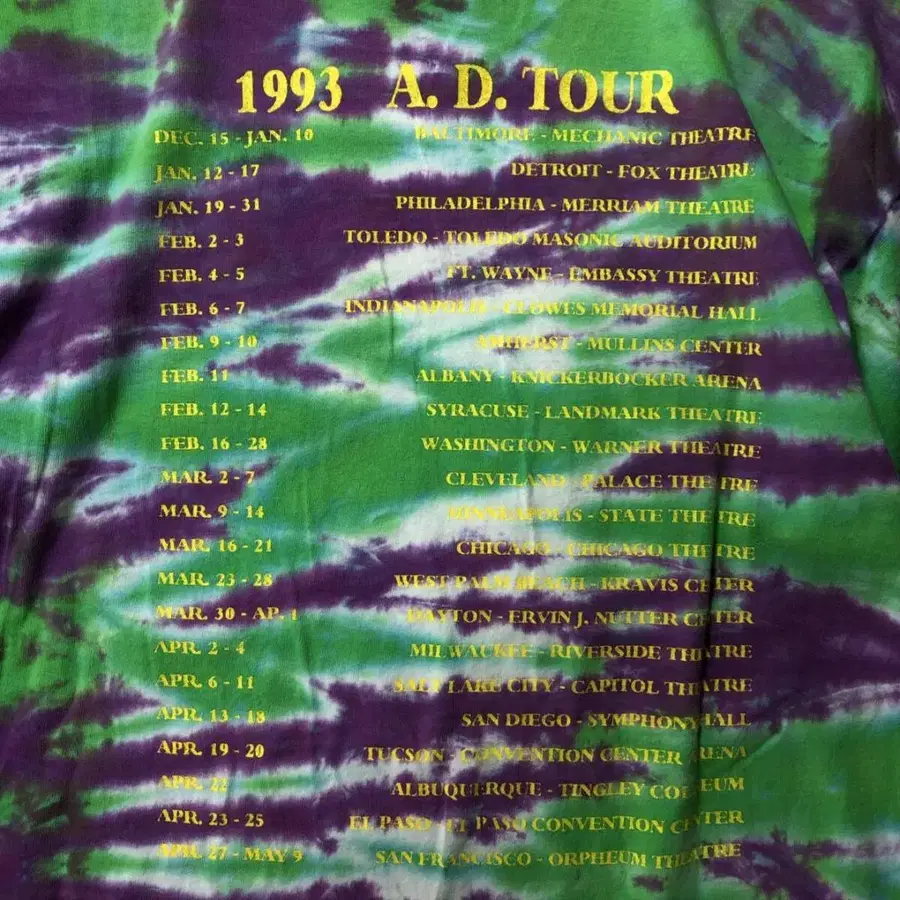 1993 A. D. TOUR
DEC. 15 - JAN. 10 BALTIMORE - MECHANIC THEATRE
JAN. 12 - 17 DETROIT - FOX THEATRE
JAN. 19 - 31 PHILADELPHIA - MERRIAM THEATRE
FEB. 2 - 3 TOLEDO - TOLEDO MASONIC AUDITORIUM
FEB. 4 - 5 FT. WAYNE - EMBASSY THEATRE
FEB. 6 - 7 INDIANAPOLIS - CLOWES MEMORIAL HALL
FEB. 9 - 10 AMHERST - MULLINS CENTER
FEB. 11 ALBANY - KNICKERBOCKER ARENA
FEB. 12 - 14 SYRACUSE - LANDMARK THEATRE
FEB. 16 - 28 WASHINGTON - WARNER THEATRE
MAR. 2 - 7 CLEVELAND - PALACE THEATRE
MAR. 9 - 14 MINNEAPOLIS - STATE THEATRE
MAR. 16 - 21 CHICAGO - CHICAGO THEATRE
MAR. 23 - 28 WEST PALM BEACH - KRAVIS CENTER
MAR. 30 - AP. 1 DAYTON - ERVIN J. NUTTER CENTER
APR. 2 - 4 MILWAUKEE - RIVERSIDE THEATRE
APR. 6 - 11 SALT LAKE CITY - CAPITOL THEATRE
APR. 13 - 18 SAN DIEGO - SYMPHONY HALL
APR. 19 - 20 TUCSON - CONVENTION CENTER ARENA
APR. 22 ALBUQUERQUE - TINGLEY COLISEUM
APR. 23 - 25 EL PASO - EL PASO CONVENTION CENTER
APR. 27 - MAY 9 SAN FRANCISCO - ORPHEUM THEATRE